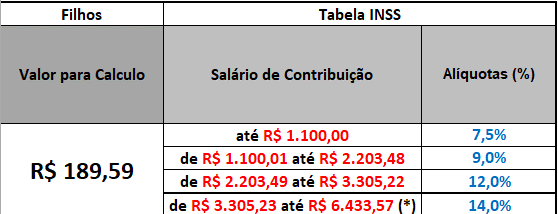 Filhos Tabela INSS
Valor para Calculo Salário de Contribuição Alíquotas (%)
até R$ 1.100,00 7,5%
de R$ 1.100,01 até R$ 2.203,48 9,0%
R$ 189,59
de R$ 2.203,49 até R$ 3.305,22 12,0%
de R$ 3.305,23 até R$ 6.433,57 (*) 14,0%